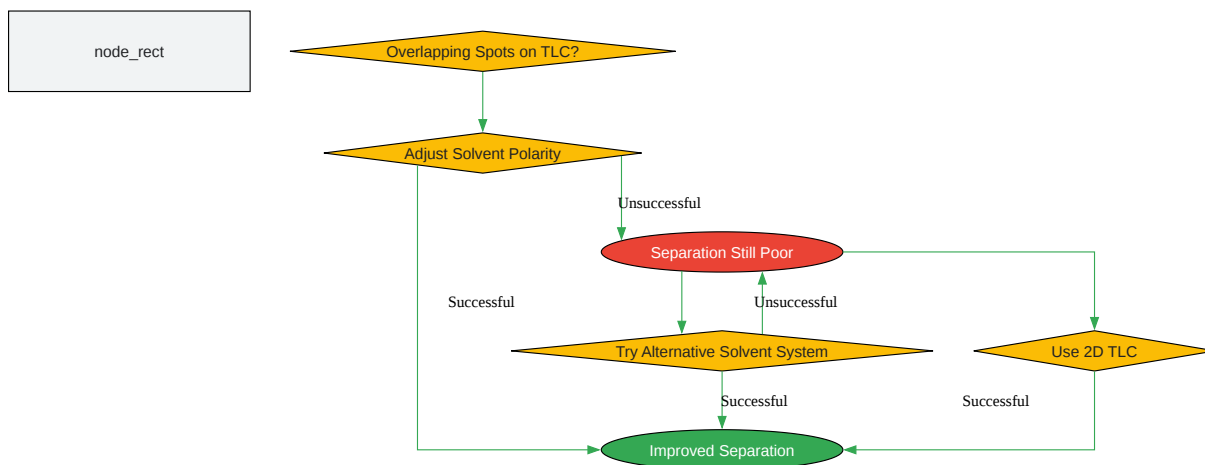 node_rect
Overlapping Spots on TLC?
Adjust Solvent Polarity
Unsuccessful
Separation Still Poor
Successful
Unsuccessful
Try Alternative Solvent System
Use 2D TLC
Successful
Successful
Improved Separation